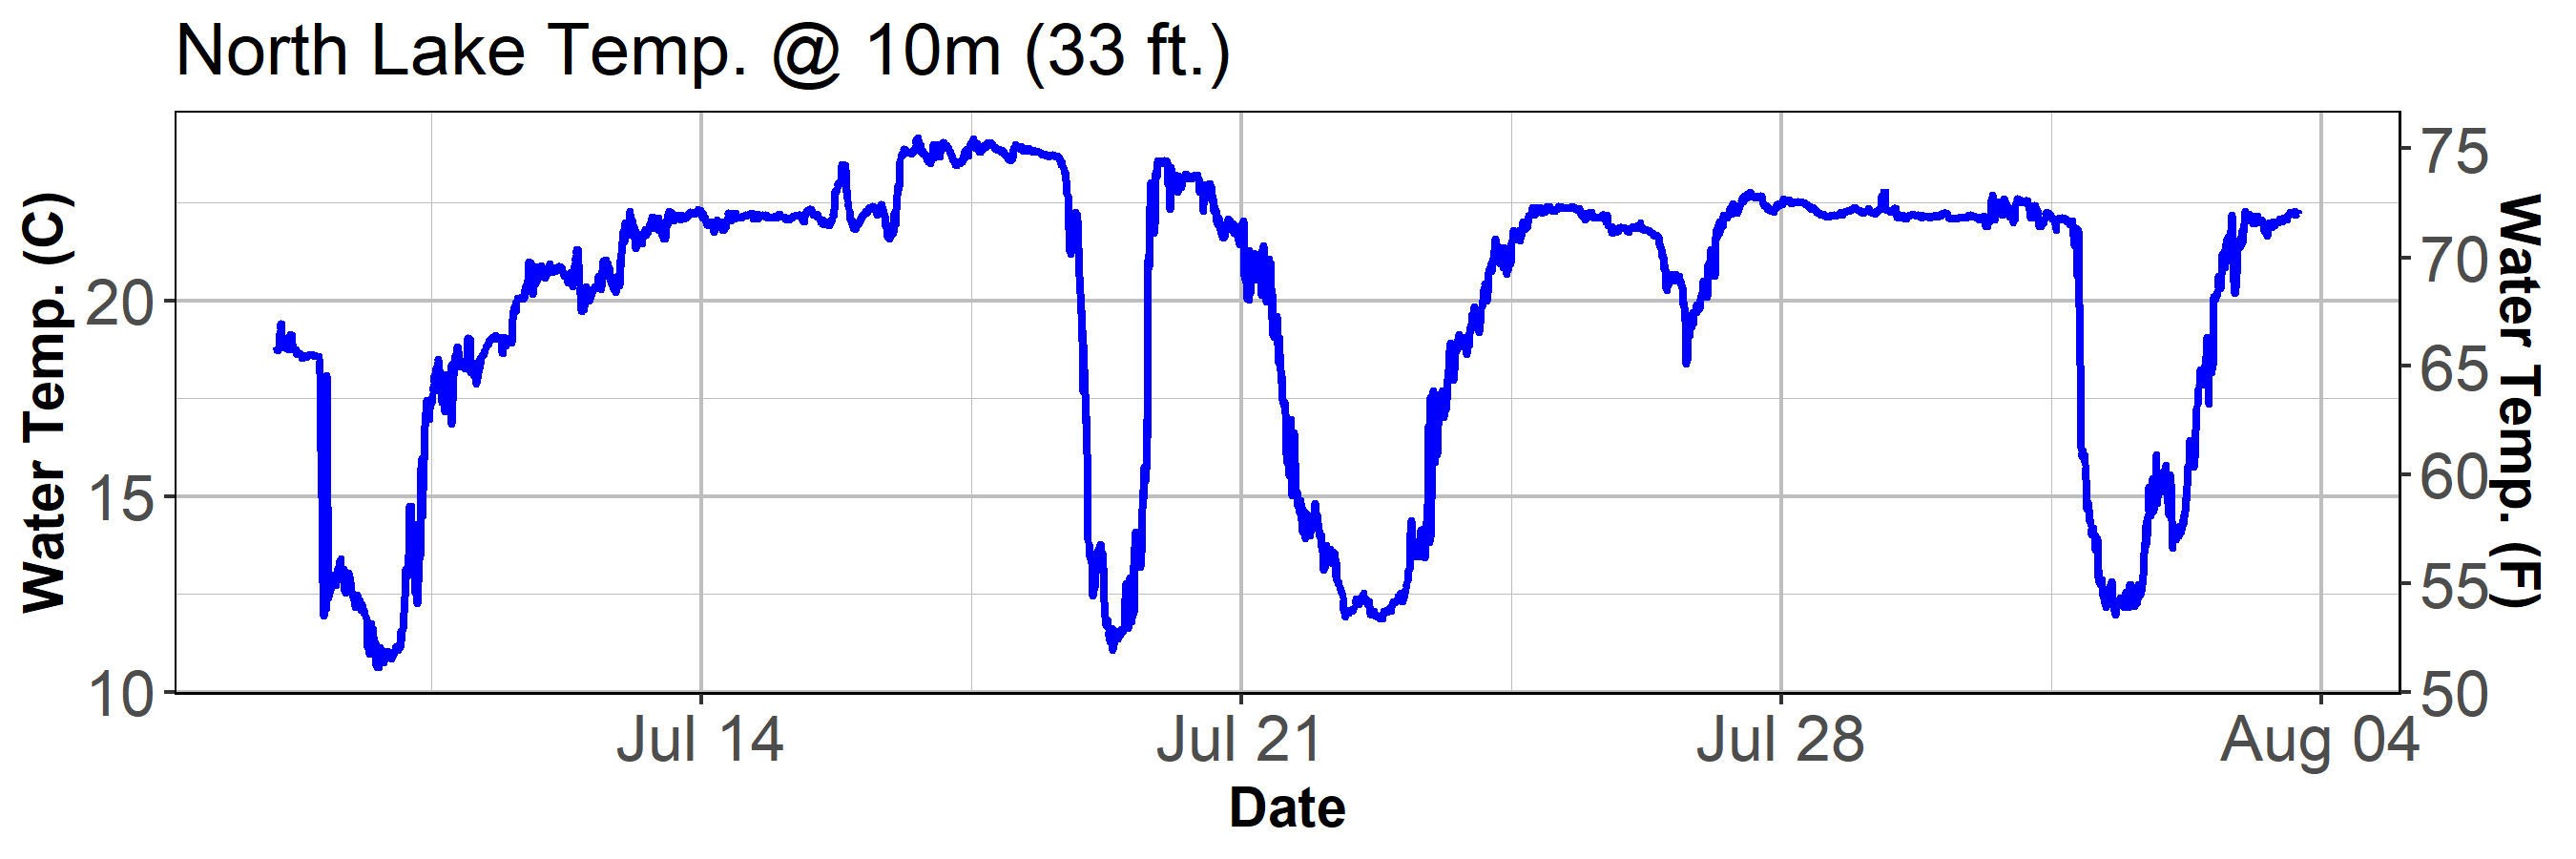 North Lake Temp. @ 10m (33 ft.)
Water Temp. (C)
20
15
10
75
70
65
60
55
50
Water Temp. (F)
Jul 14
Jul 21
Jul 28
Aug 04
Date